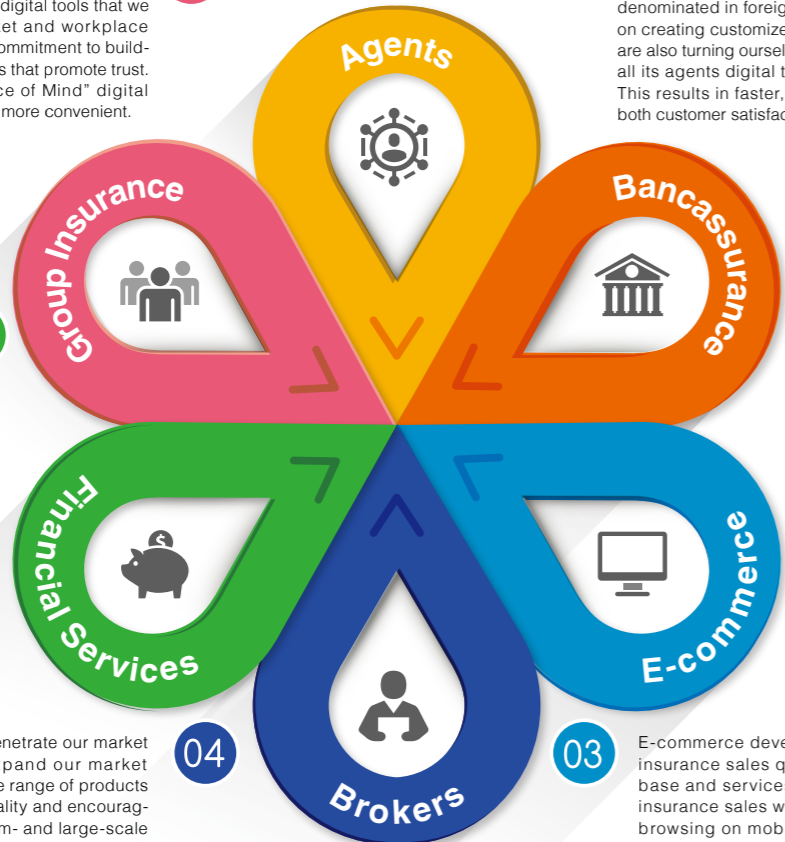 digital tools that we
and workplace
ommitment to build-
s that promote trust.
of Mind" digital
more convenient.
denominated in foreig
on creating customize
are also turning oursel
all its agents digital t
This results in faster,
both customer satisfac
Agents
Bancassurance
E-commerce
Brokers
Financial Services
Group Insurance
$
04
netrate our market
pand our market
e range of products
ality and encourag-
m- and large-scale
03
E-commerce deve
insurance sales q
base and services
insurance sales w
browsing on mob